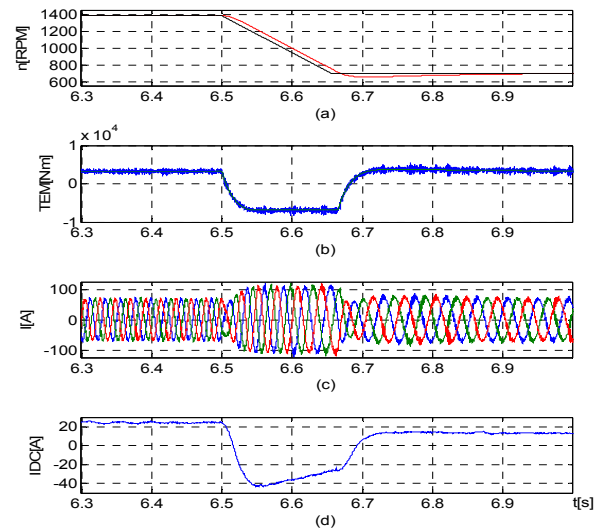 n[RPM]
1400
1200
1000
800
600
6.3 6.4 6.5 6.6 6.7 6.8 6.9
(a)
x 10^4
TEM[Nm]
1
0
-1
6.3 6.4 6.5 6.6 6.7 6.8 6.9
(b)
I[A]
100
0
-100
6.3 6.4 6.5 6.6 6.7 6.8 6.9
(c)
IDC[A]
20
0
-20
-40
6.3 6.4 6.5 6.6 6.7 6.8 6.9 t[s]
(d)